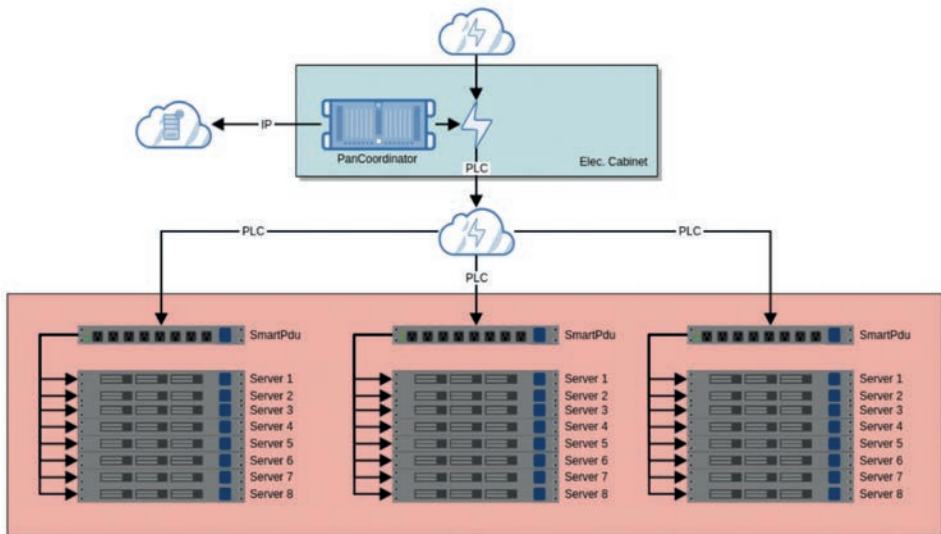 IP
PanCoordinator
PLC
Elec. Cabinet
PLC
PLC
PLC
SmartPdu
SmartPdu
SmartPdu
Server 1
Server 2
Server 3
Server 4
Server 5
Server 6
Server 7
Server 8
Server 1
Server 2
Server 3
Server 4
Server 5
Server 6
Server 7
Server 8
Server 1
Server 2
Server 3
Server 4
Server 5
Server 6
Server 7
Server 8